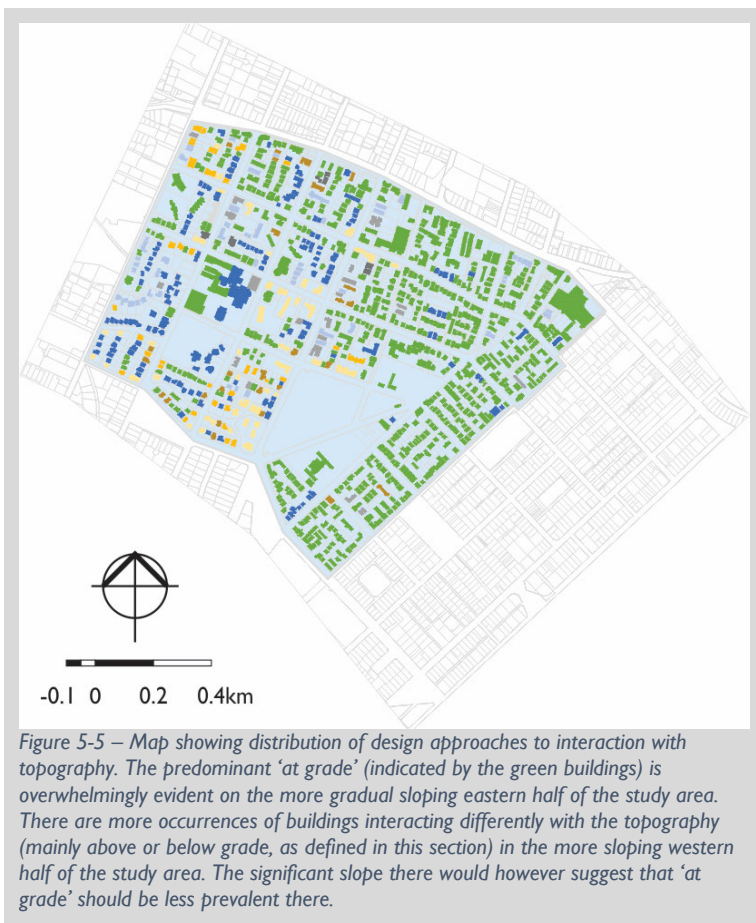 -0.1 0 0.2 0.4km
Figure 5-5 – Map showing distribution of design approaches to interaction with
topography. The predominant ‘at grade’ (indicated by the green buildings) is
overwhelmingly evident on the more gradual sloping eastern half of the study area.
There are more occurrences of buildings interacting differently with the topography
(mainly above or below grade, as defined in this section) in the more sloping western
half of the study area. The significant slope there would however suggest that ‘at
grade’ should be less prevalent there.